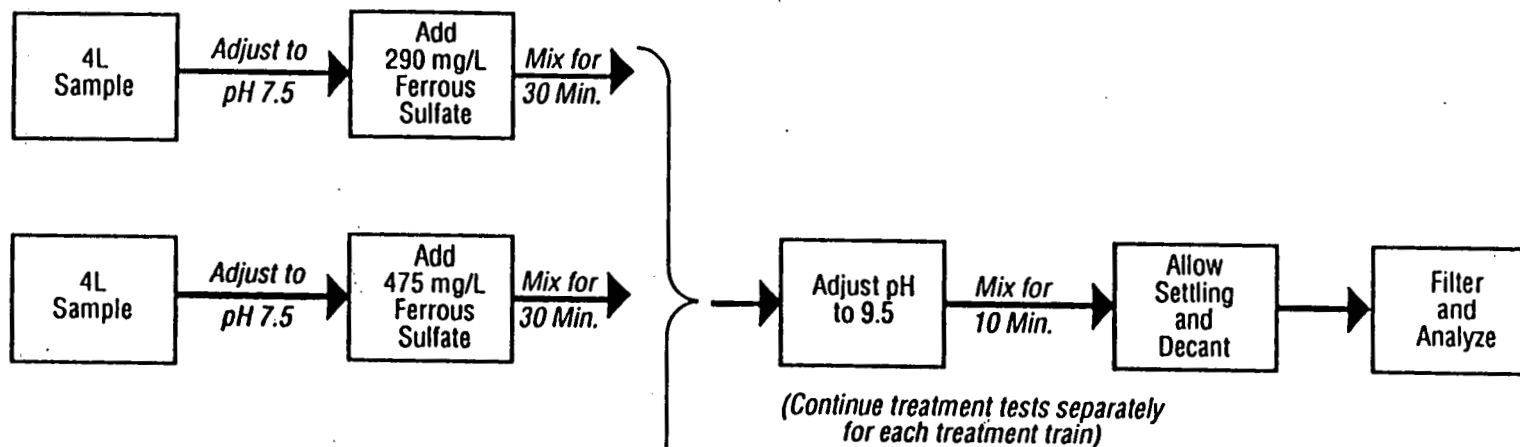 4L
Sample
Adjust to
pH 7.5
Add
290 mg/L
Ferrous
Sulfate
Mix for
30 Min.
4L
Sample
Adjust to
pH 7.5
Add
475 mg/L
Ferrous
Sulfate
Mix for
30 Min.
Adjust pH
to 9.5
Mix for
10 Min.
Allow
Settling
and
Decant
Filter
and
Analyze
(Continue treatment tests separately
for each treatment train)